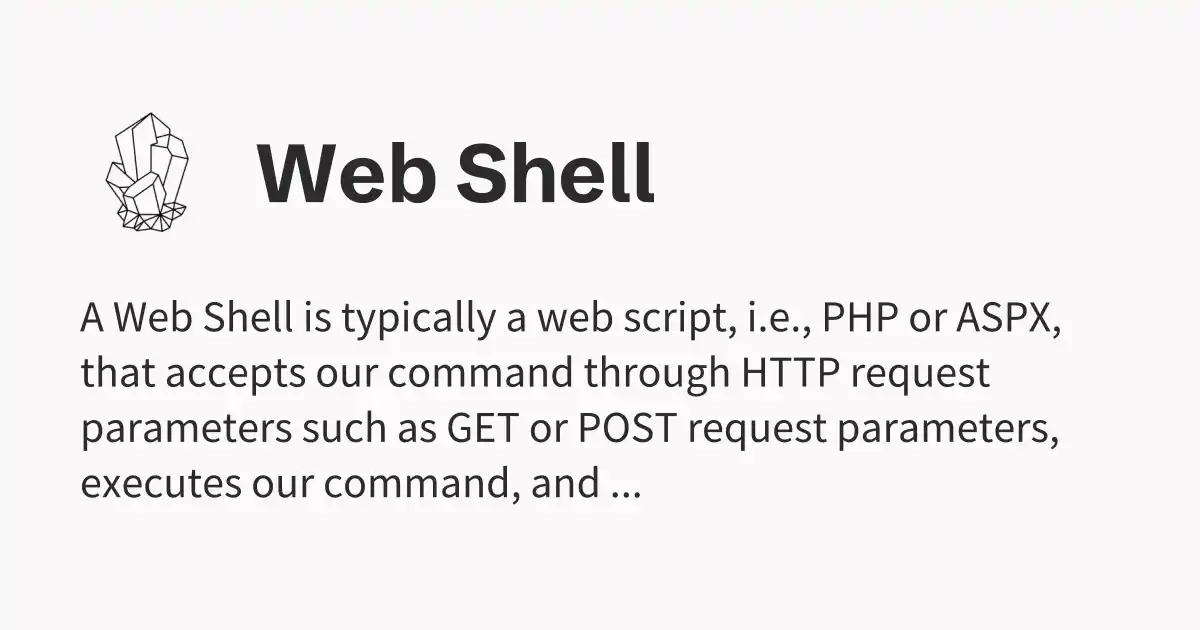 Web Shell
A Web Shell is typically a web script, i.e., PHP or ASPX,
that accepts our command through HTTP request
parameters such as GET or POST request parameters,
executes our command, and ...